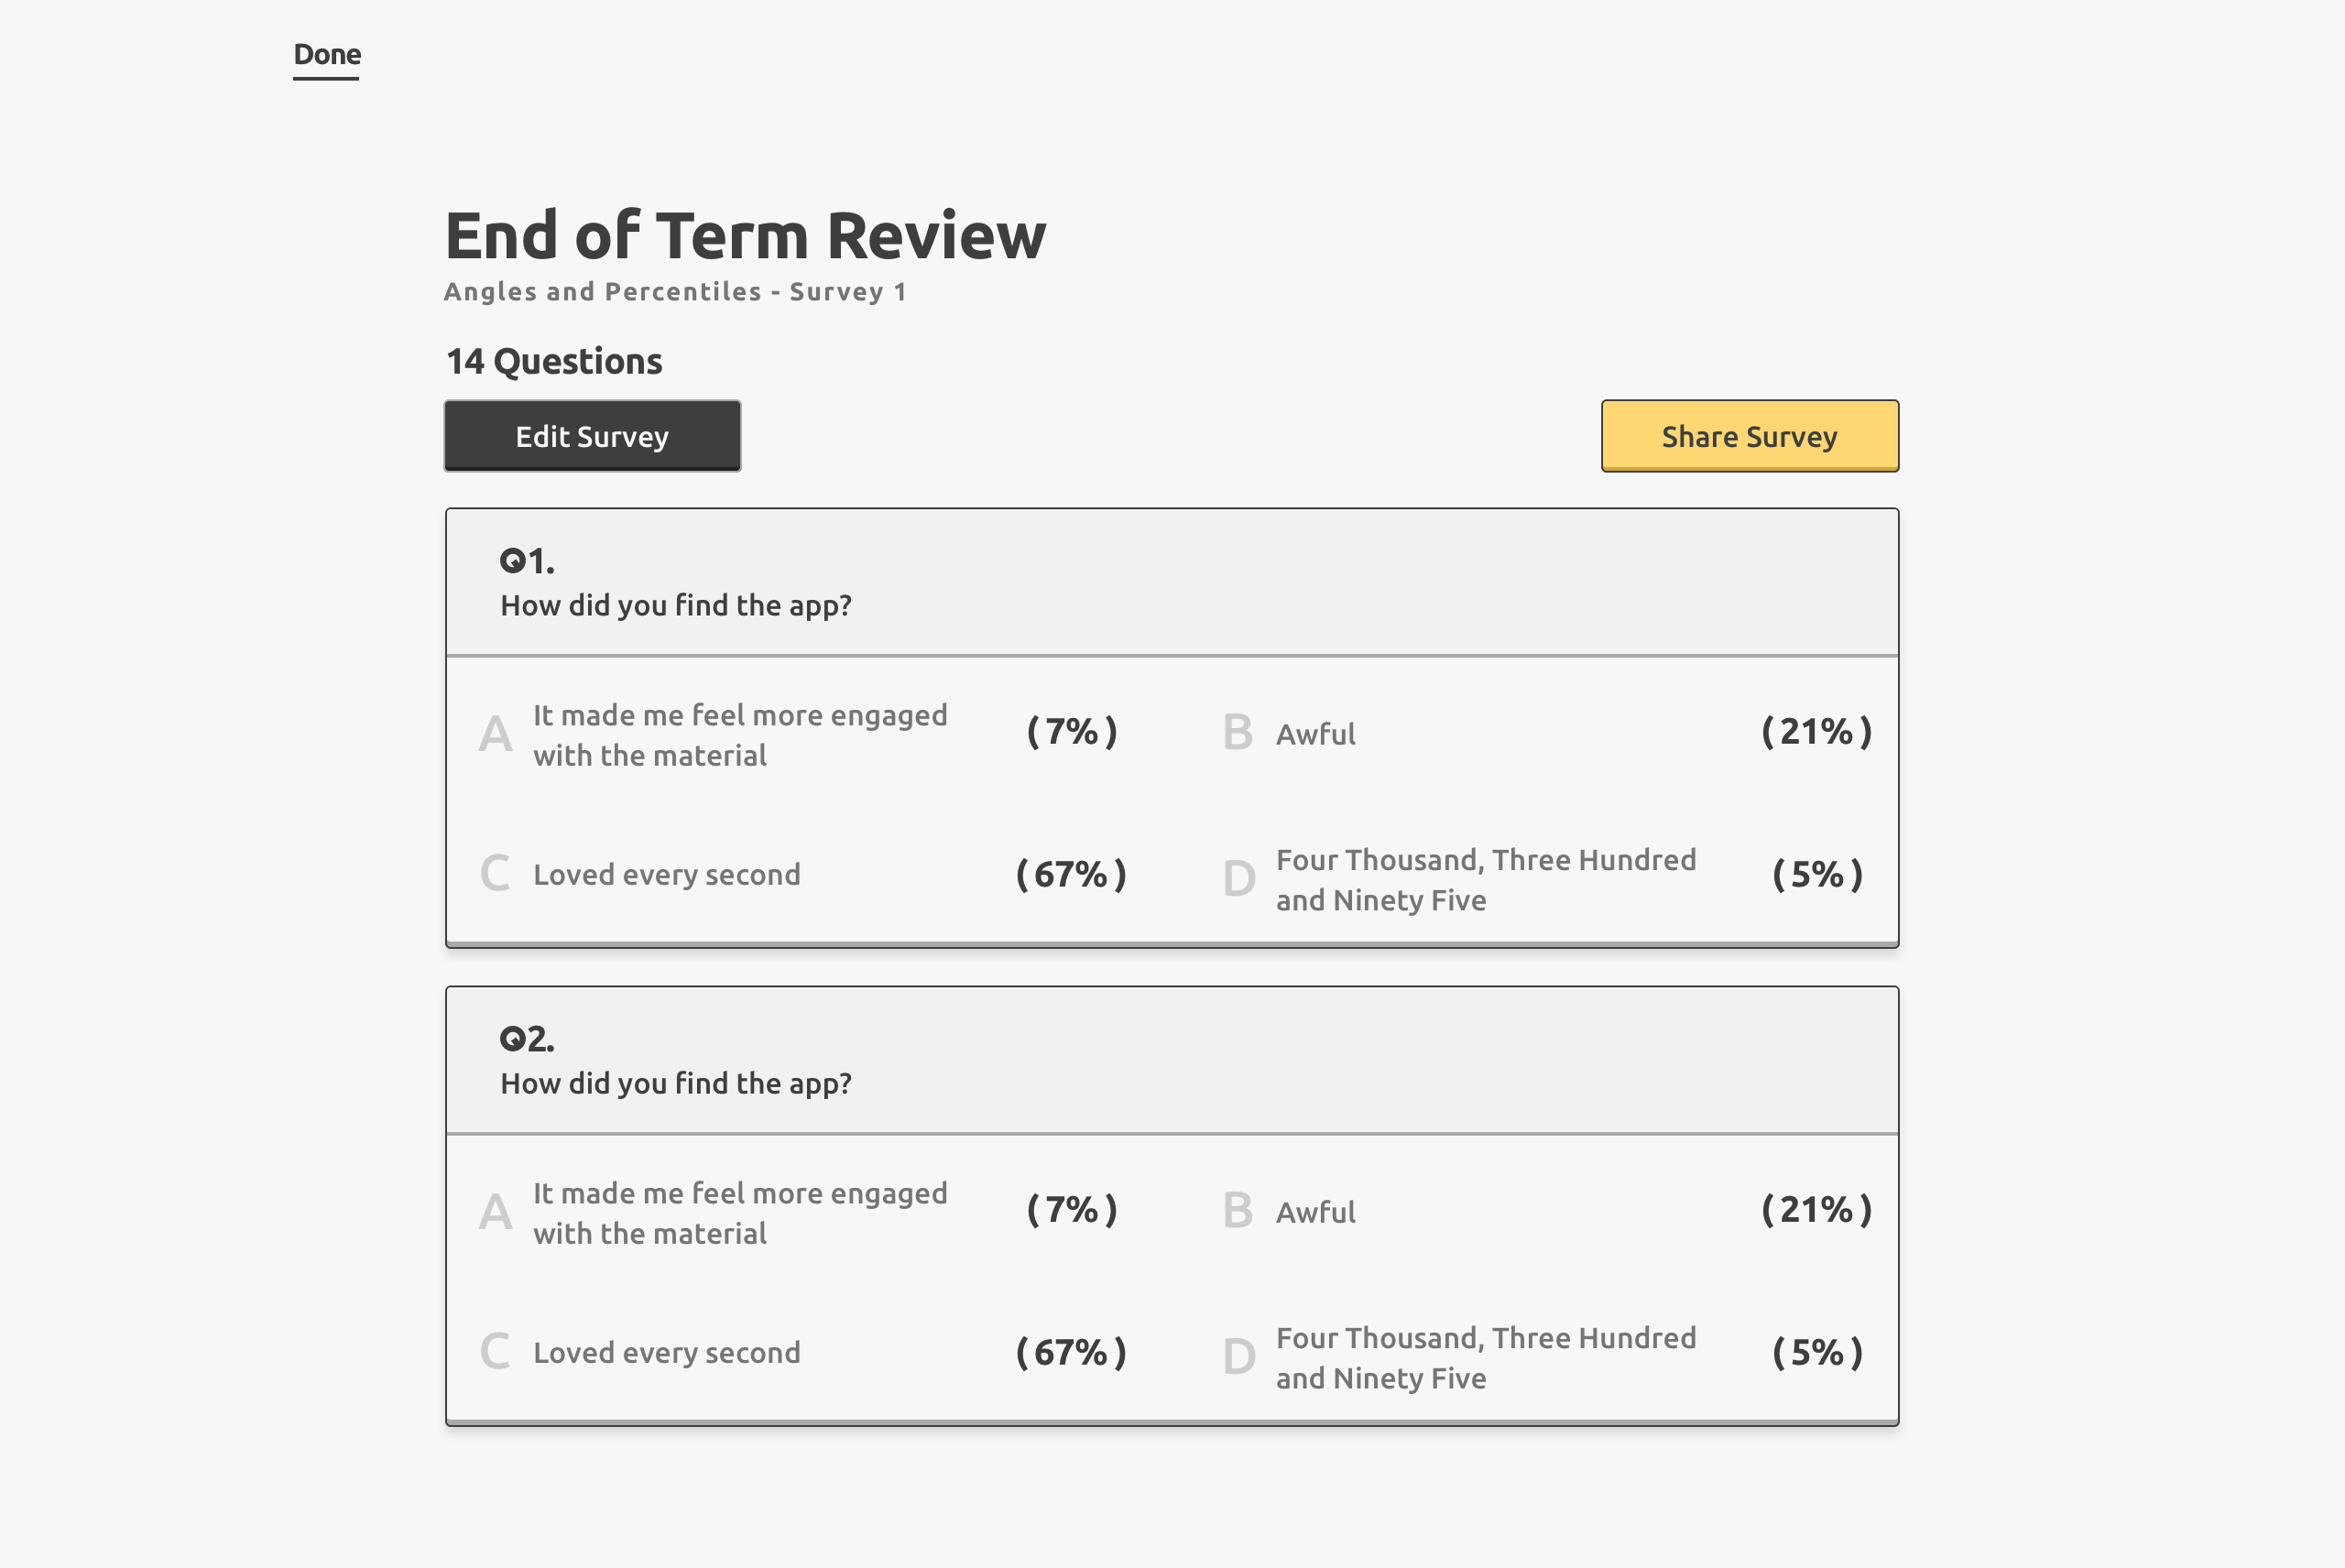 Done
End of Term Review
Angles and Percentiles - Survey 1
14 Questions
Edit Survey
Share Survey
Q1.
How did you find the app?
A
It made me feel more engaged
with the material
(7%)
B
Awful
(21%)
C
Loved every second
(67%)
D
Four Thousand, Three Hundred
and Ninety Five
(5%)
Q2.
How did you find the app?
A
It made me feel more engaged
with the material
(7%)
B
Awful
(21%)
C
Loved every second
(67%)
D
Four Thousand, Three Hundred
and Ninety Five
(5%)